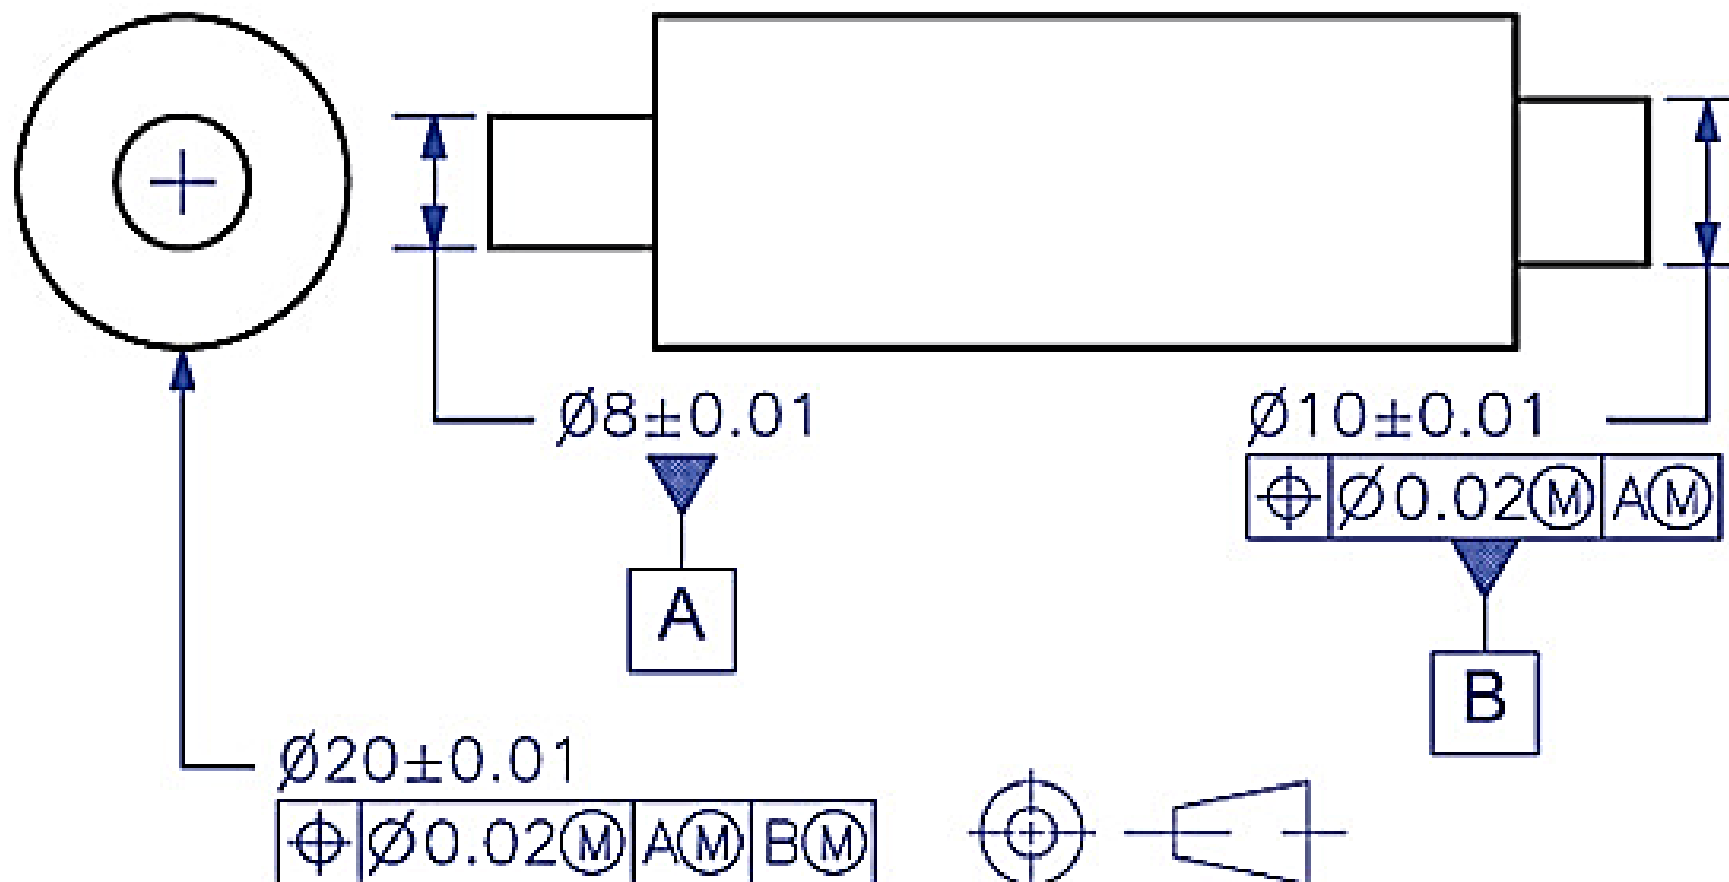 Ø8±0.01
A
Ø10±0.01
⌖ Ø0.02Ⓜ AⓂ
B
Ø20±0.01
⌖ Ø0.02Ⓜ AⓂ BⓂ